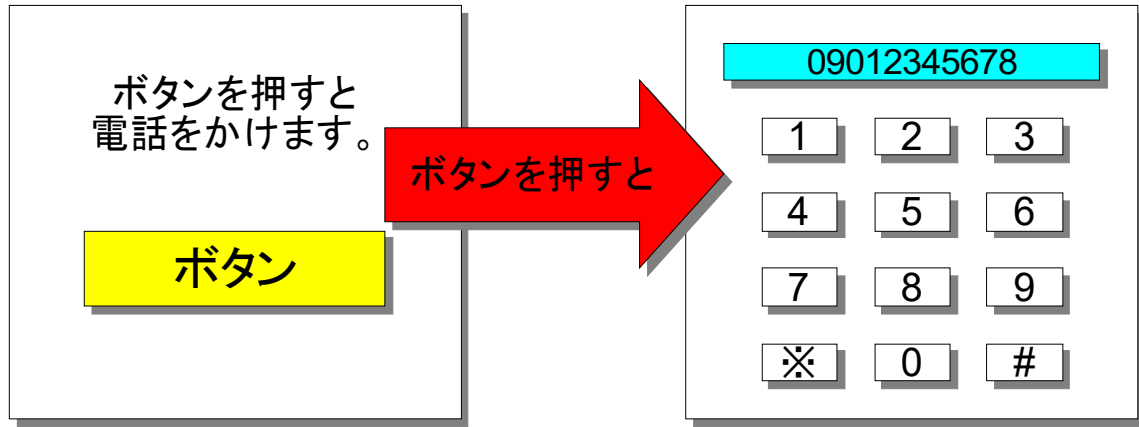 ボタンを押すと
電話をかけます。
ボタン
ボタンを押すと
09012345678
1 2 3
4 5 6
7 8 9
※ 0 #